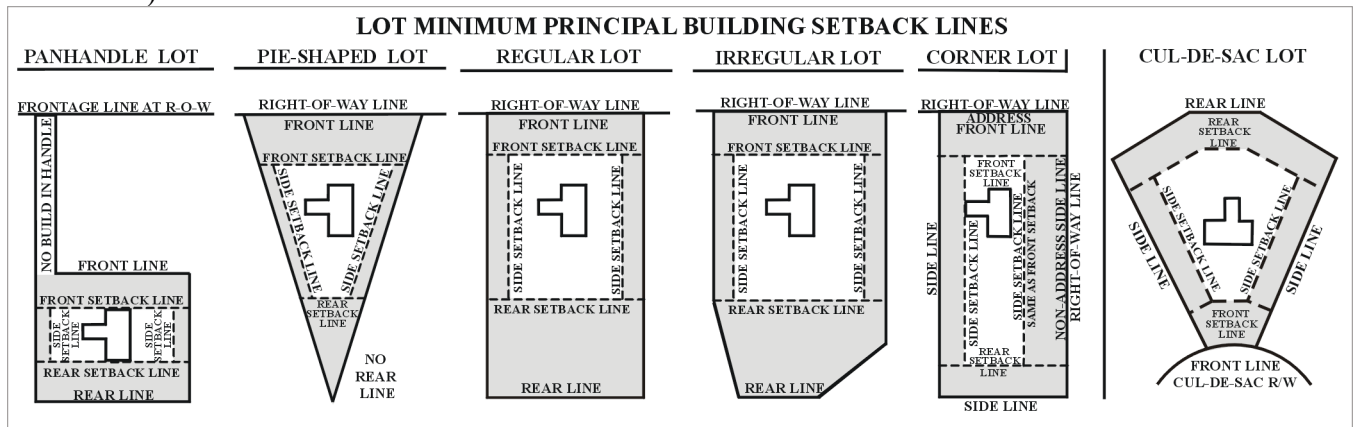 )
LOT MINIMUM PRINCIPAL BUILDING SETBACK LINES
PANHANDLE LOT
FRONTAGE LINE AT R-O-W
NO BUILD IN HANDLE
FRONT LINE
FRONT SETBACK LINE
SIDE
SETBACK
LINE
SIDE
SETBACK
LINE
REAR SETBACK LINE
REAR LINE
PIE-SHAPED LOT
RIGHT-OF-WAY LINE
FRONT LINE
FRONT SETBACK LINE
SIDE SETBACK LINE
SIDE SETBACK LINE
REAR
SETBACK
LINE
NO
REAR
LINE
REGULAR LOT
RIGHT-OF-WAY LINE
FRONT LINE
FRONT SETBACK LINE
SIDE SETBACK LINE
SIDE SETBACK LINE
REAR SETBACK LINE
REAR LINE
IRREGULAR LOT
RIGHT-OF-WAY LINE
FRONT LINE
FRONT SETBACK LINE
SIDE SETBACK LINE
SIDE SETBACK LINE
REAR SETBACK LINE
REAR LINE
CORNER LOT
RIGHT-OF-WAY LINE
ADDRESS
FRONT LINE
FRONT
SETBACK
LINE
SIDE LINE
SIDE SETBACK LINE
SIDE SETBACK LINE
SAME AS FRONT SETBACK
NON-ADDRESS SIDE LINE
RIGHT-OF-WAY LINE
REAR
SETBACK
LINE
SIDE LINE
CUL-DE-SAC LOT
REAR LINE
REAR
SETBACK
LINE
SIDE LINE
SIDE SETBACK LINE
SIDE SETBACK LINE
SIDE LINE
FRONT
SETBACK
LINE
FRONT LINE
CUL-DE-SAC R/W